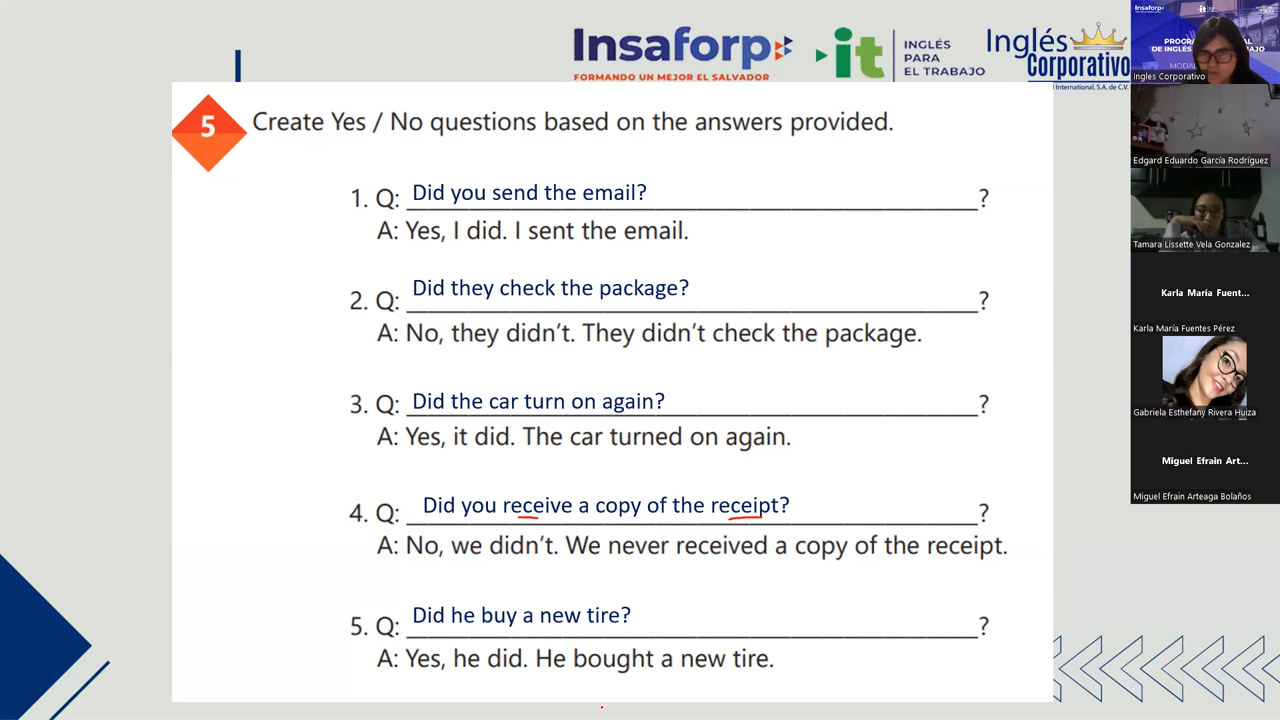 Insaforp
FORMANDO UN MEJOR EL SALVADOR
it
INGLÉS
PARA
EL TRABAJO
Inglés
Corporativo
International, S.A. de C.V.
5
Create Yes / No questions based on the answers provided.
1. Q: Did you send the email? ?
A: Yes, I did. I sent the email.
2. Q: Did they check the package? ?
A: No, they didn't. They didn't check the package.
3. Q: Did the car turn on again? ?
A: Yes, it did. The car turned on again.
4. Q: Did you receive a copy of the receipt? ?
A: No, we didn't. We never received a copy of the receipt.
5. Q: Did he buy a new tire? ?
A: Yes, he did. He bought a new tire.
Insaforp
it
Ingles Corporativo
Edgard Eduardo García Rodríguez
Tamara Lissette Vela Gonzalez
Karla María Fuent...
Karla María Fuentes Pérez
Gabriela Esthefany Rivera Huiza
Miguel Efrain Art...
Miguel Efrain Arteaga Bolaños